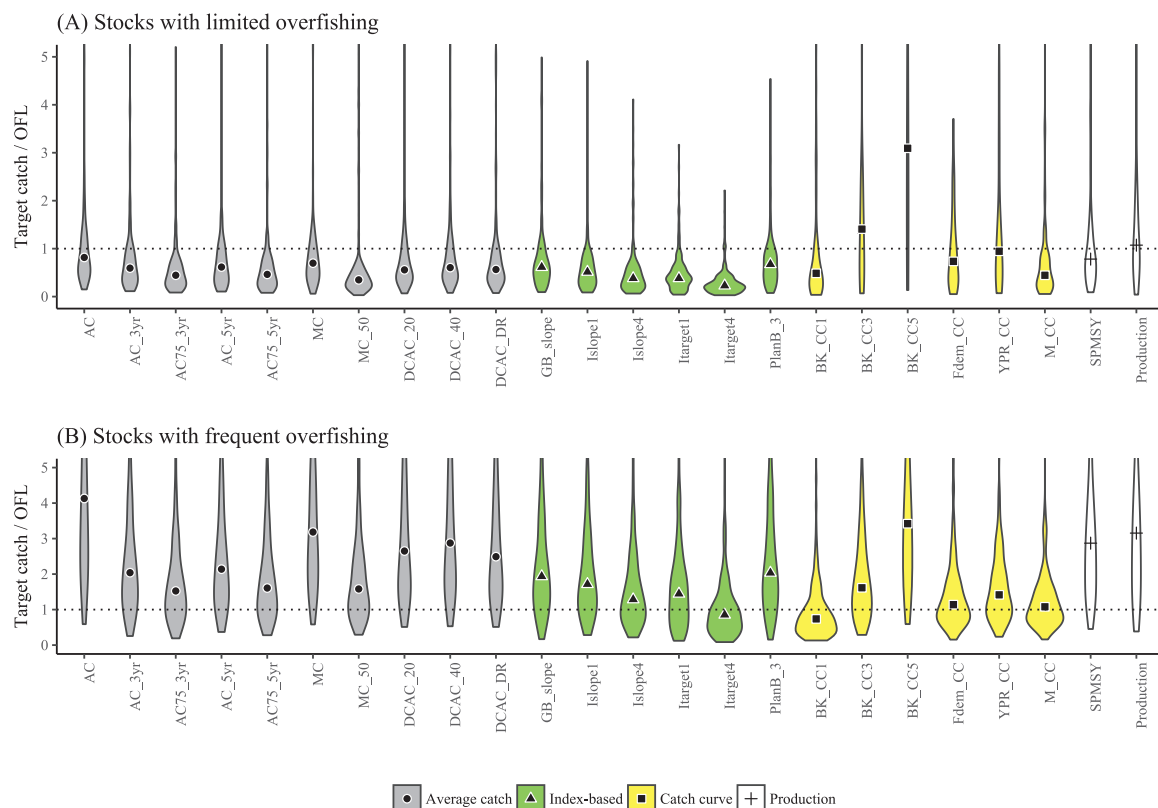 (A) Stocks with limited overfishing
Target catch / OFL
5
4
3
2
1
0
AC
AC_3yr
AC75_3yr
AC_5yr
AC75_5yr
MC
MC_50
DCAC_20
DCAC_40
DCAC_DR
GB_slope
Islope1
Islope4
Itarget1
Itarget4
PlanB_3
BK_CC1
BK_CC3
BK_CC5
Fdem_CC
YPR_CC
M_CC
SPMSY
Production
(B) Stocks with frequent overfishing
Target catch / OFL
5
4
3
2
1
0
AC
AC_3yr
AC75_3yr
AC_5yr
AC75_5yr
MC
MC_50
DCAC_20
DCAC_40
DCAC_DR
GB_slope
Islope1
Islope4
Itarget1
Itarget4
PlanB_3
BK_CC1
BK_CC3
BK_CC5
Fdem_CC
YPR_CC
M_CC
SPMSY
Production
Average catch Index-based Catch curve Production